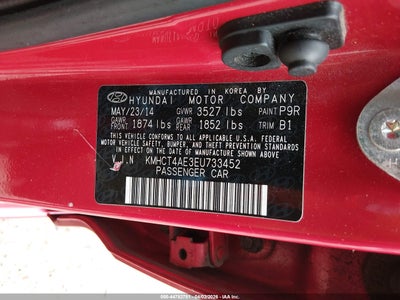 MANUFACTURED IN KOREA BY
HYUNDAI MOTOR COMPANY
MAY/23/14 GVWR 3527 lbs PAINT P9R
GAWR FRONT 1874 lbs GAWR REAR 1852 lbs TRIM B1
THIS VEHICLE CONFORMS TO ALL APPLICABLE U.S.A.
FEDERAL MOTOR VEHICLE SAFETY, BUMPER, AND THEFT
PREVENTION STANDARDS IN EFFECT ON THE DATE OF
MANUFACTURE SHOWN ABOVE.
V.I.N KMHCT4AE3EU733452
PASSENGER CAR